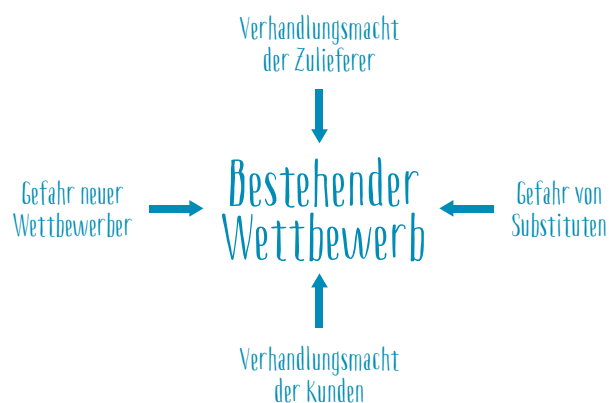 Verhandlungsmacht
der Zulieferer
Gefahr neuer
Wettbewerber
Bestehender
Wettbewerb
Gefahr von
Substituten
Verhandlungsmacht
der Kunden